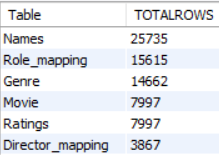 Table TOTALROWS
Names 25735
Role_mapping 15615
Genre 14662
Movie 7997
Ratings 7997
Director_mapping 3867